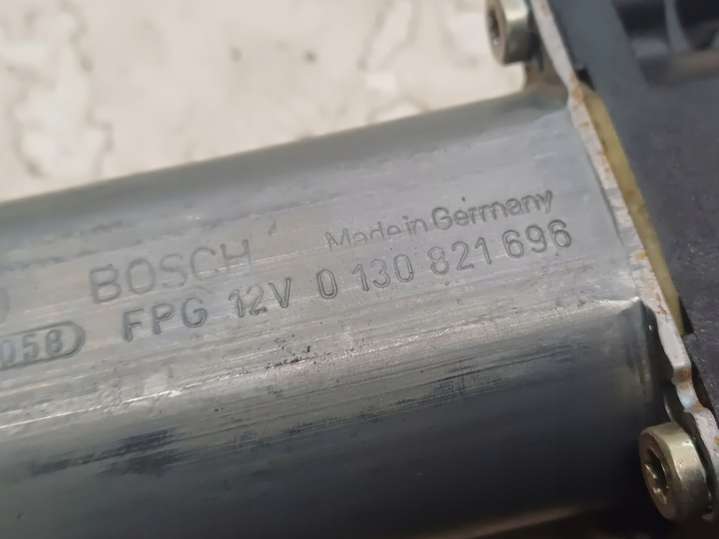 Made in Germany
BOSCH
FPG 12V 0 130 821 696
058